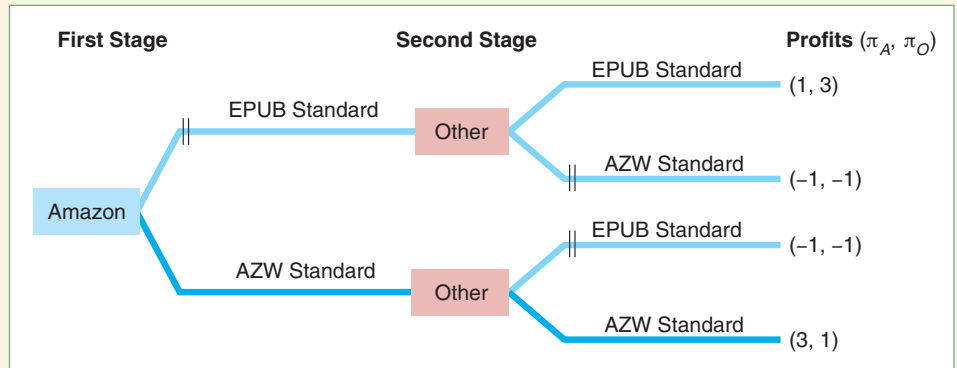 First Stage Second Stage Profits (π_A, π_O)
EPUB Standard
(1, 3)
EPUB Standard
Other
AZW Standard
(−1, −1)
Amazon
EPUB Standard
(−1, −1)
AZW Standard
Other
AZW Standard
(3, 1)